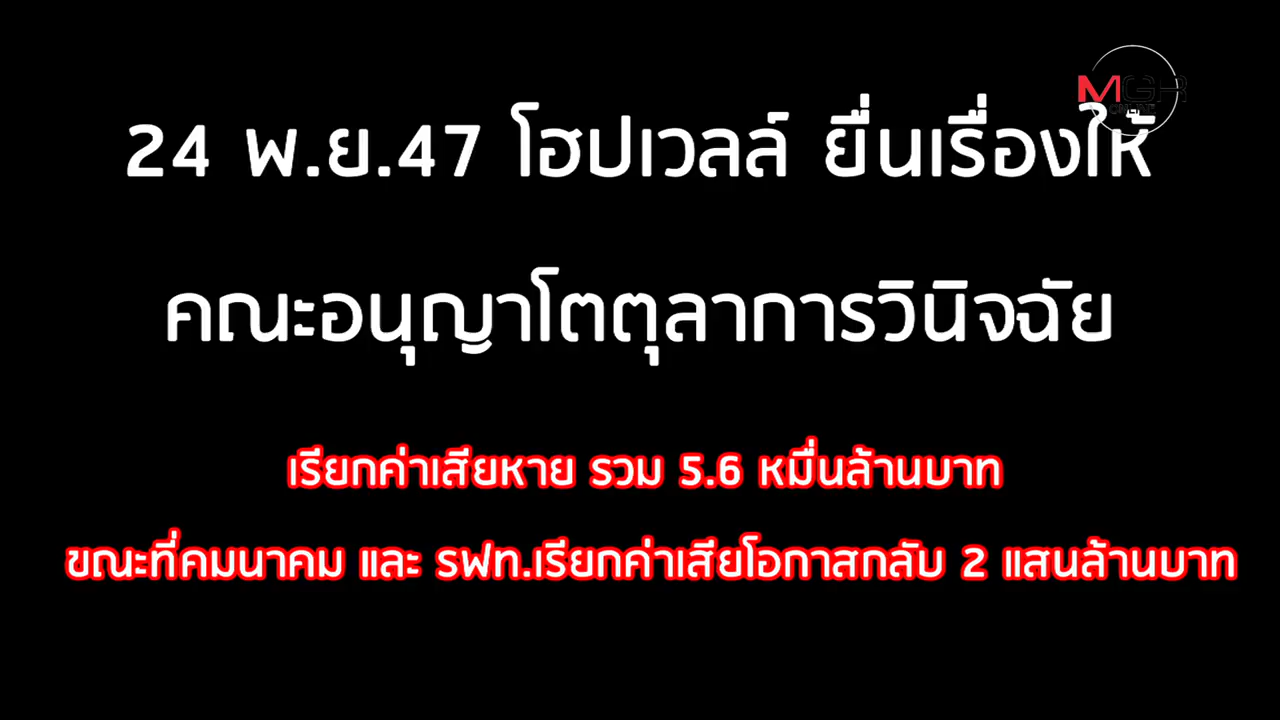 MGR
ONLINE
24 พ.ย.47 โฮปเวลล์ ยื่นเรื่องให้
คณะอนุญาโตตุลาการวินิจฉัย
เรียกค่าเสียหาย รวม 5.6 หมื่นล้านบาท
ขณะที่คมนาคม และ รฟท.เรียกค่าเสียโอกาสกลับ 2 แสนล้านบาท